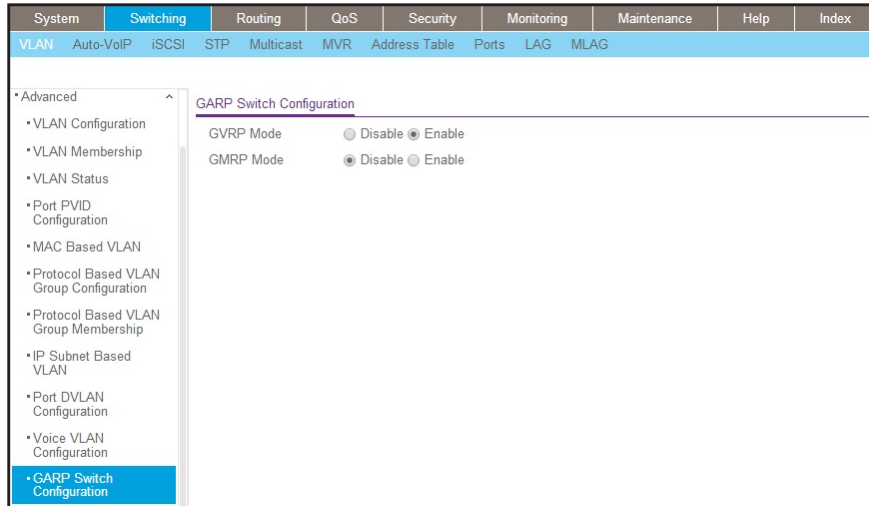 System Switching Routing QoS Security Monitoring Maintenance Help Index
VLAN Auto-VoIP iSCSI STP Multicast MVR Address Table Ports LAG MLAG
Advanced
VLAN Configuration
VLAN Membership
VLAN Status
Port PVID
Configuration
MAC Based VLAN
Protocol Based VLAN
Group Configuration
Protocol Based VLAN
Group Membership
IP Subnet Based
VLAN
Port DVLAN
Configuration
Voice VLAN
Configuration
GARP Switch
Configuration
GARP Switch Configuration
GVRP Mode Disable Enable
GMRP Mode Disable Enable